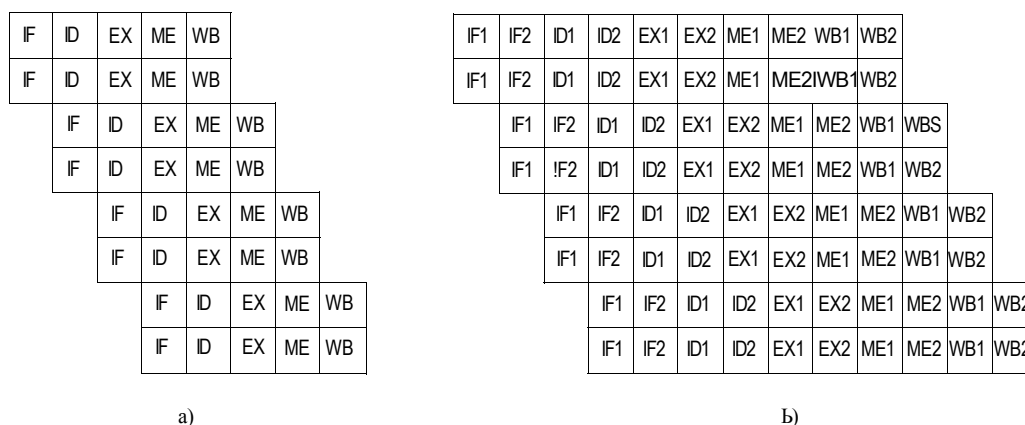 IF ID EX ME WB
IF ID EX ME WB
IF ID EX ME WB
IF ID EX ME WB
IF ID EX ME WB
IF ID EX ME WB
IF ID EX ME WB
IF ID EX ME WB
а)
IF1 IF2 ID1 ID2 EX1 EX2 ME1 ME2 WB1 WB2
IF1 IF2 ID1 ID2 EX1 EX2 ME1 ME2IWB1 WB2
IF1 IF2 ID1 ID2 EX1 EX2 ME1 ME2 WB1 WBS
IF1 !F2 ID1 ID2 EX1 EX2 ME1 ME2 WB1 WB2
IF1 IF2 ID1 ID2 EX1 EX2 ME1 ME2 WB1 WB2
IF1 IF2 ID1 ID2 EX1 EX2 ME1 ME2 WB1 WB2
IF1 IF2 ID1 ID2 EX1 EX2 ME1 ME2 WB1 WB2
IF1 IF2 ID1 ID2 EX1 EX2 ME1 ME2 WB1 WB2
Ь)